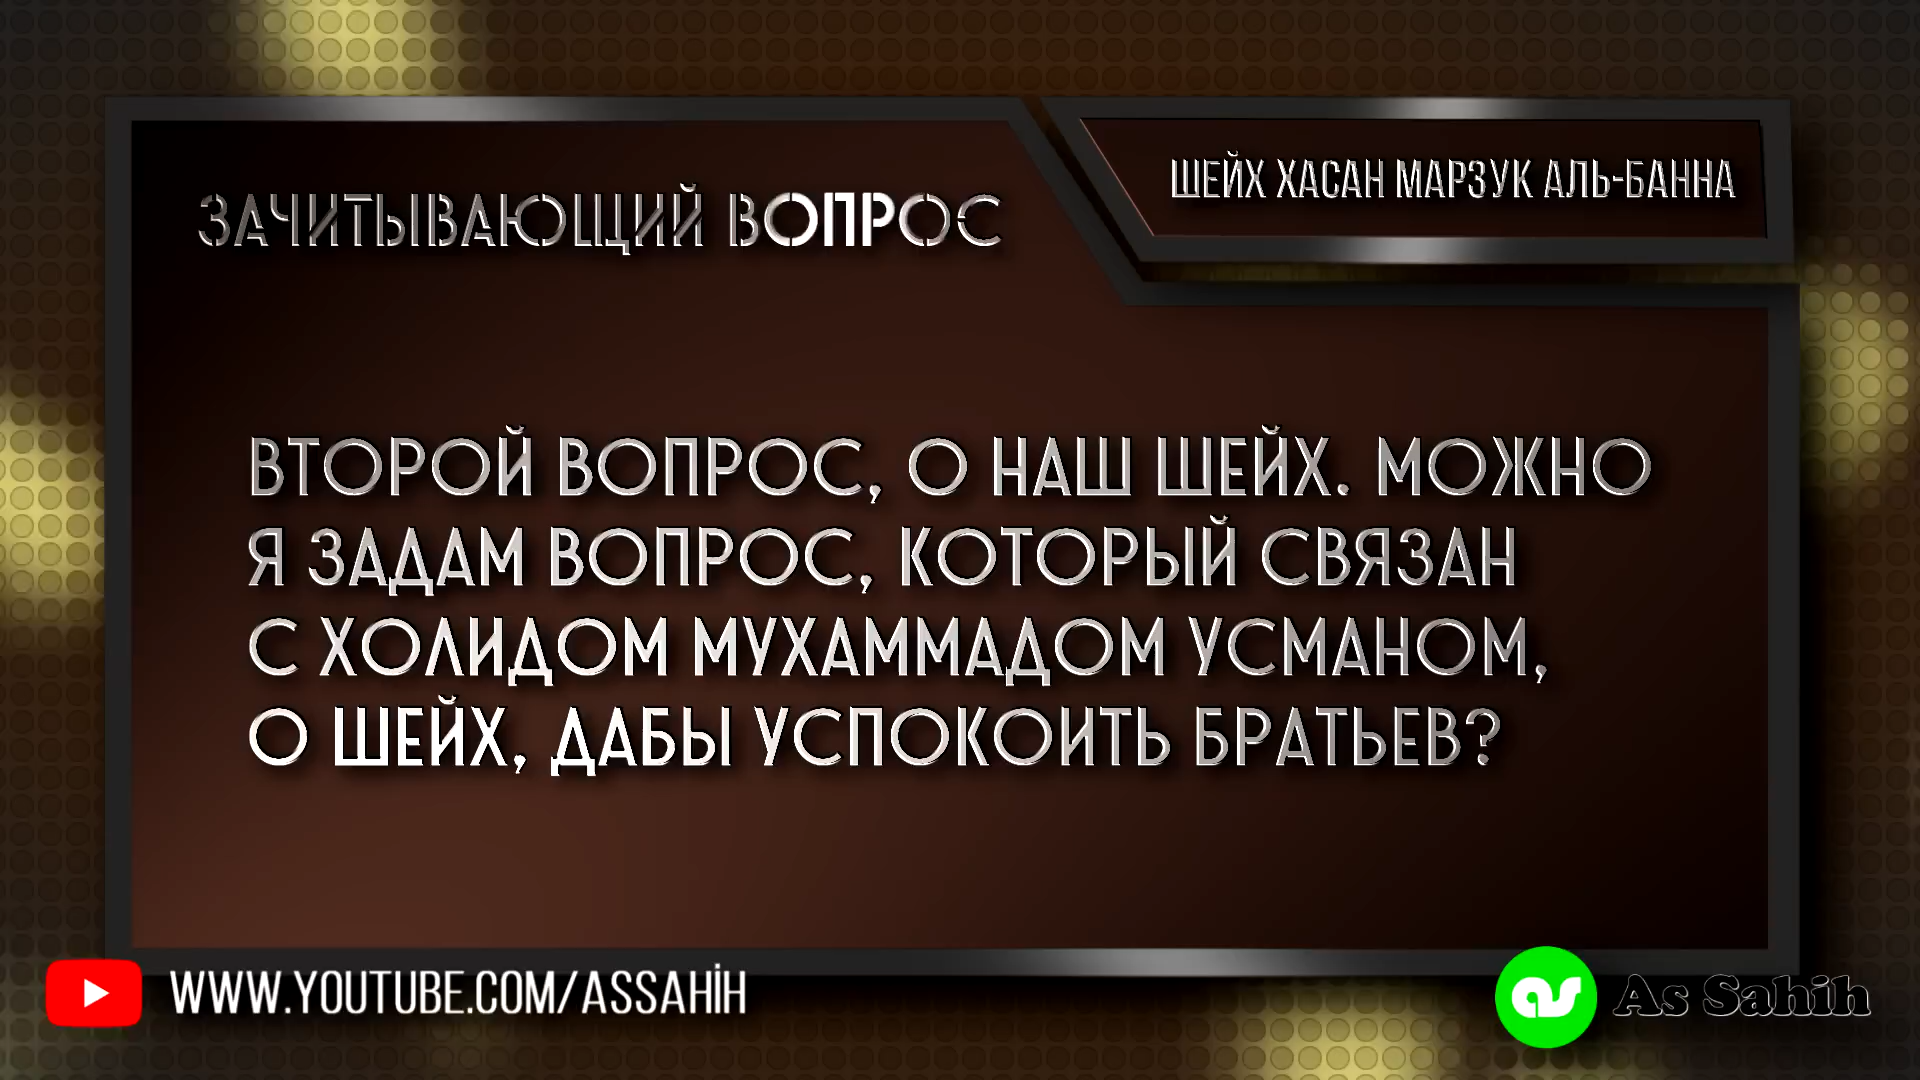 ШЕЙХ ХАСАН МАРЗУК АЛЬ-БАННА
ЗАЧИТЫВАЮЩИЙ ВОПРОС
ВТОРОЙ ВОПРОС, О НАШ ШЕЙХ. МОЖНО
Я ЗАДАМ ВОПРОС, КОТОРЫЙ СВЯЗАН
С ХОЛИДОМ МУХАММАДОМ УСМАНОМ,
О ШЕЙХ, ДАБЫ УСПОКОИТЬ БРАТЬЕВ?
WWW.YOUTUBE.COM/ASSAHİH
as As Sahih